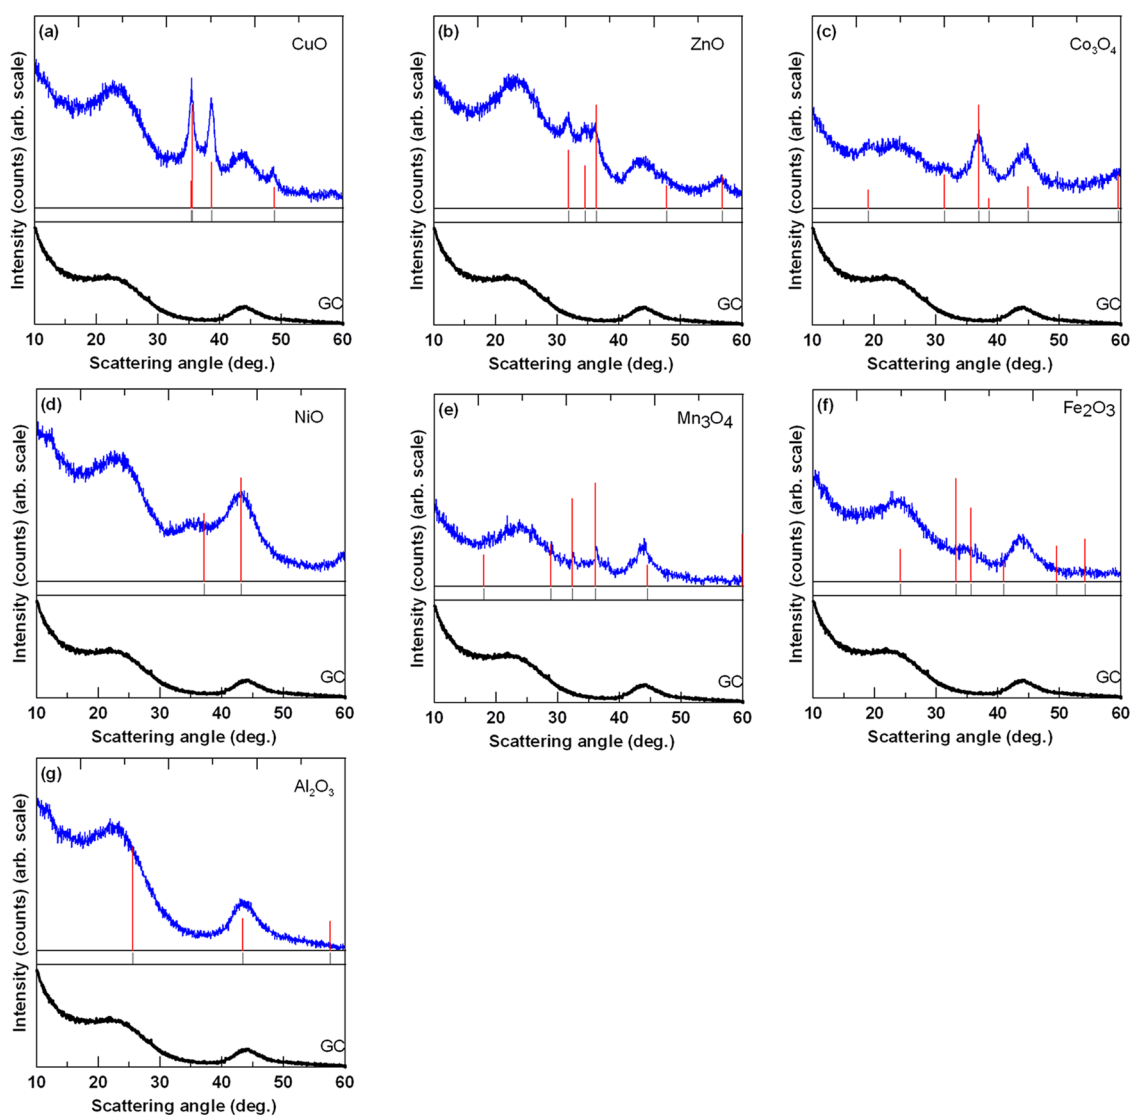 (a) CuO
(b) ZnO
(c) Co3O4
Intensity (counts) (arb. scale)
Intensity (counts) (arb. scale)
Intensity (counts) (arb. scale)
GC
GC
GC
10 20 30 40 50 60
10 20 30 40 50 60
10 20 30 40 50 60
Scattering angle (deg.)
Scattering angle (deg.)
Scattering angle (deg.)
(d) NiO
(e) Mn3O4
(f) Fe2O3
Intensity (counts) (arb. scale)
Intensity (counts) (arb. scale)
Intensity (counts) (arb. scale)
GC
GC
GC
10 20 30 40 50 60
10 20 30 40 50 60
10 20 30 40 50 60
Scattering angle (deg.)
Scattering angle (deg.)
Scattering angle (deg.)
(g) Al2O3
Intensity (counts) (arb. scale)
GC
10 20 30 40 50 60
Scattering angle (deg.)